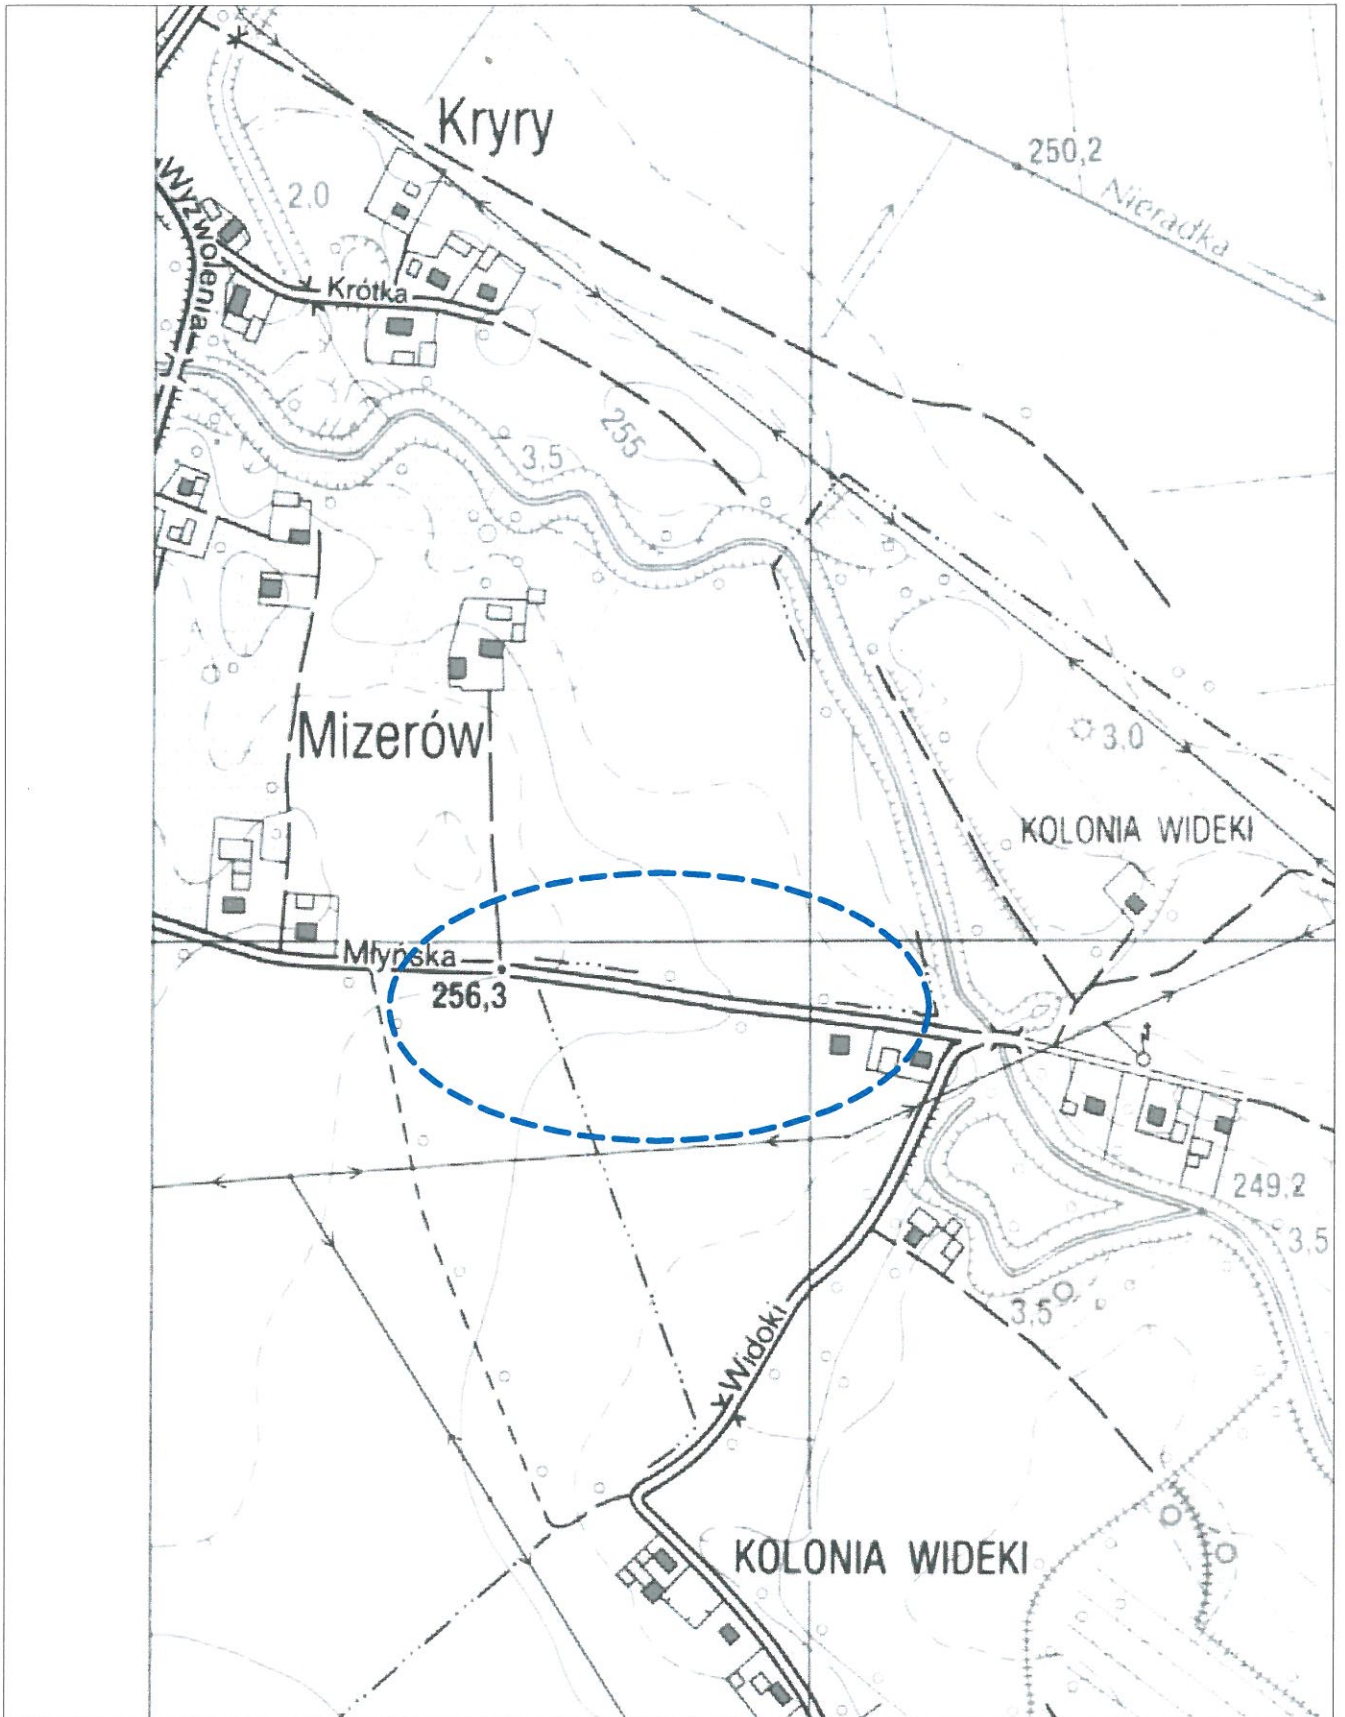 Kryry
250,2
Nieradka
Wyzwolenia
2.0
Krótka
255
3,5
Mizerów
3.0
KOLONIA WIDEKI
Młyńska
256,3
249,2
3,5
3,5
Widoki
KOLONIA WIDEKI